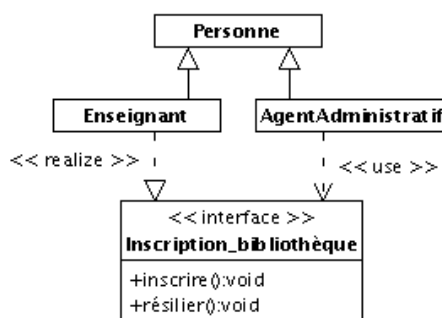 Personne
Enseignant
AgentAdministratif
<< realize >>
<< use >>
<< interface >>
Inscription_bibliothèque
+inscrire():void
+résilier():void